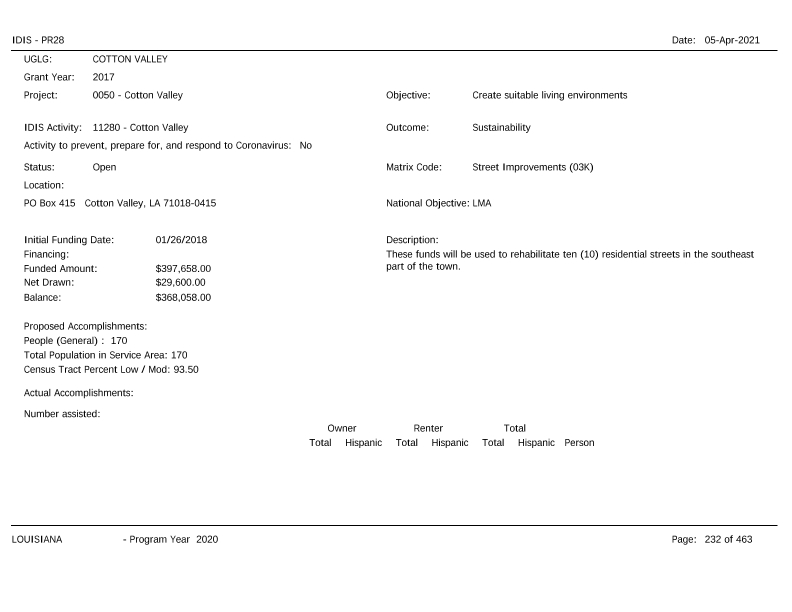 IDIS - PR28 Date: 05-Apr-2021
UGLG: COTTON VALLEY
Grant Year: 2017
Project: 0050 - Cotton Valley Objective: Create suitable living environments
IDIS Activity: 11280 - Cotton Valley Outcome: Sustainability
Activity to prevent, prepare for, and respond to Coronavirus: No
Status: Open Matrix Code: Street Improvements (03K)
Location:
PO Box 415 Cotton Valley, LA 71018-0415 National Objective: LMA
Initial Funding Date: 01/26/2018 Description:
Financing: These funds will be used to rehabilitate ten (10) residential streets in the southeast
Funded Amount: $397,658.00 part of the town.
Net Drawn: $29,600.00
Balance: $368,058.00
Proposed Accomplishments:
People (General) : 170
Total Population in Service Area: 170
Census Tract Percent Low / Mod: 93.50
Actual Accomplishments:
Number assisted:
Owner Renter Total
Total Hispanic Total Hispanic Total Hispanic Person
LOUISIANA - Program Year 2020 Page: 232 of 463